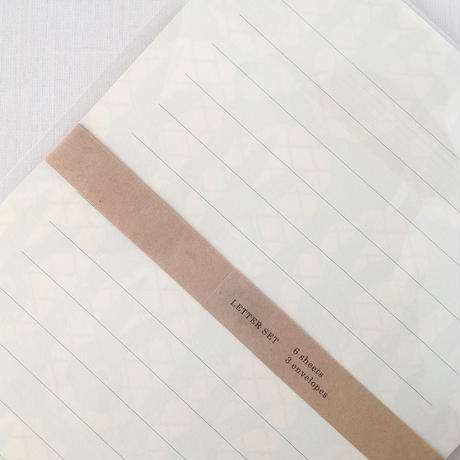 LETTER SET
6 sheets
3 envelopes